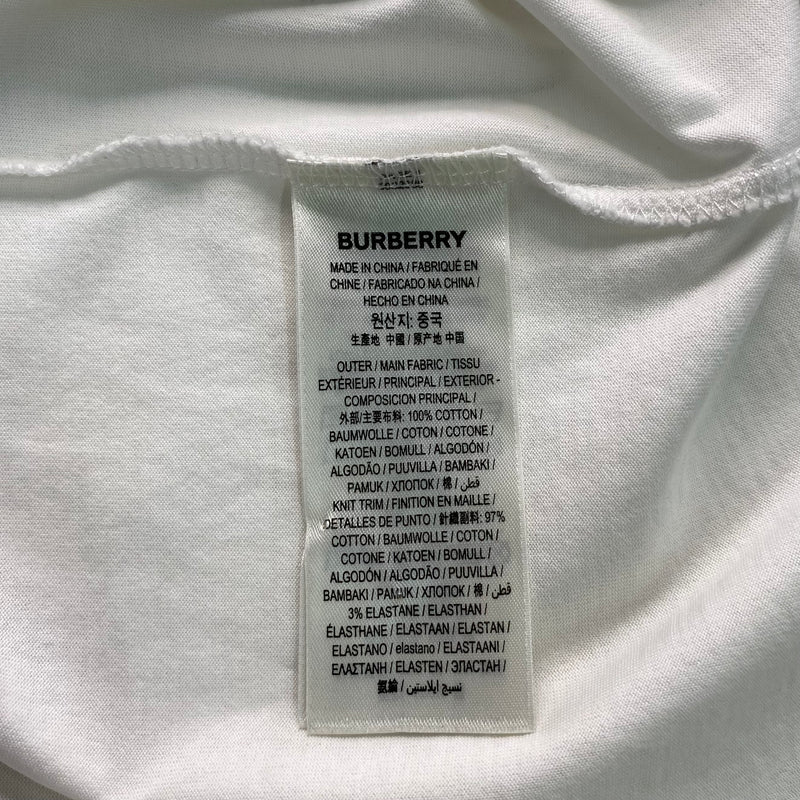 BURBERRY
MADE IN CHINA / FABRIQUÉ EN
CHINE / FABRICADO NA CHINA /
HECHO EN CHINA
원산지: 중국
生產地 中國 / 原产地 中国
OUTER / MAIN FABRIC / TISSU
EXTÉRIEUR / PRINCIPAL / EXTERIOR -
COMPOSICION PRINCIPAL /
外部/主要布料: 100% COTTON /
BAUMWOLLE / COTON / COTONE /
KATOEN / BOMULL / ALGODÓN /
ALGODÃO / PUUVILLA / BAMBAKI /
PAMUK / ХЛОПОК / 棉 / قطن
KNIT TRIM / FINITION EN MAILLE /
DETALLES DE PUNTO / 針織副料: 97%
COTTON / BAUMWOLLE / COTON /
COTONE / KATOEN / BOMULL /
ALGODÓN / ALGODÃO / PUUVILLA /
BAMBAKI / PAMUK / ХЛОПОК / 棉 / قطن
3% ELASTANE / ELASTHAN /
ÉLASTHANE / ELASTAAN / ELASTAN /
ELASTANO / elastano / ELASTAANI /
ΕΛΑΣΤΑΝΗ / ELASTEN / ЭЛАСТАН /
氨綸 / نسيج ايلاستين